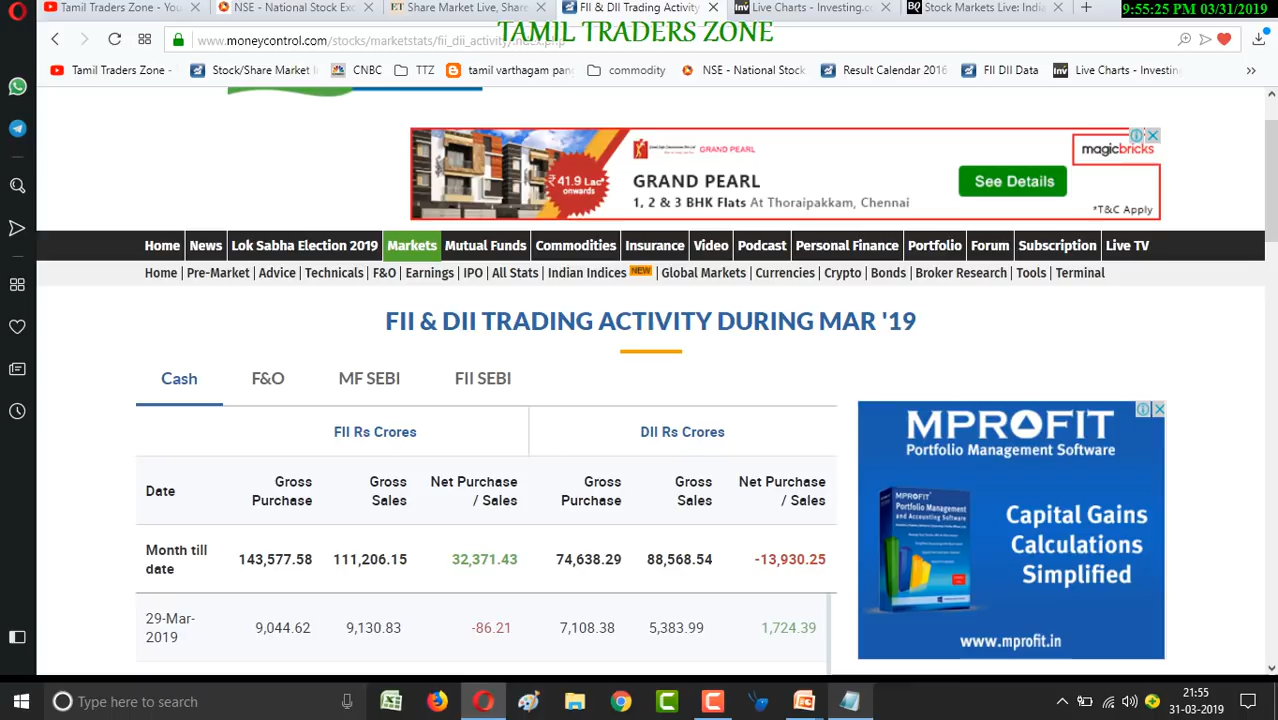 Tamil Traders Zone - You
NSE - National Stock Exc
Share Market Live, Share
FII & DII Trading Activity
Live Charts - Investing.co
Stock Markets Live: India
9:55:25 PM 03/31/2019
TAMIL TRADERS ZONE
www.moneycontrol.com/stocks/marketstats/fii_dii_activity/index.php
Tamil Traders Zone -
Stock/Share Market In
CNBC
TTZ
tamil varthagam pan
commodity
NSE - National Stock
Result Calendar 2016
FII DII Data
Live Charts - Investing
₹ 41.9 Lac*
onwards
GRAND PEARL
magicbricks
GRAND PEARL
See Details
1, 2 & 3 BHK Flats At Thoraipakkam, Chennai
*T&C Apply
Home News Lok Sabha Election 2019 Markets Mutual Funds Commodities Insurance Video Podcast Personal Finance Portfolio Forum Subscription Live TV
Home | Pre-Market | Advice | Technicals | F&O | Earnings | IPO | All Stats | Indian Indices NEW | Global Markets | Currencies | Crypto | Bonds | Broker Research | Tools | Terminal
FII & DII TRADING ACTIVITY DURING MAR '19
Cash F&O MF SEBI FII SEBI
FII Rs Crores DII Rs Crores
Date
Gross Purchase
Gross Sales
Net Purchase / Sales
Gross Purchase
Gross Sales
Net Purchase / Sales
Month till date 143,577.58 111,206.15 32,371.43 74,638.29 88,568.54 -13,930.25
29-Mar-2019 9,044.62 9,130.83 -86.21 7,108.38 5,383.99 1,724.39
MPROFIT
Portfolio Management Software
MPROFIT
Portfolio Management
and Accounting Software
Capital Gains
Calculations
Simplified
www.mprofit.in
Type here to search
21:55
31-03-2019